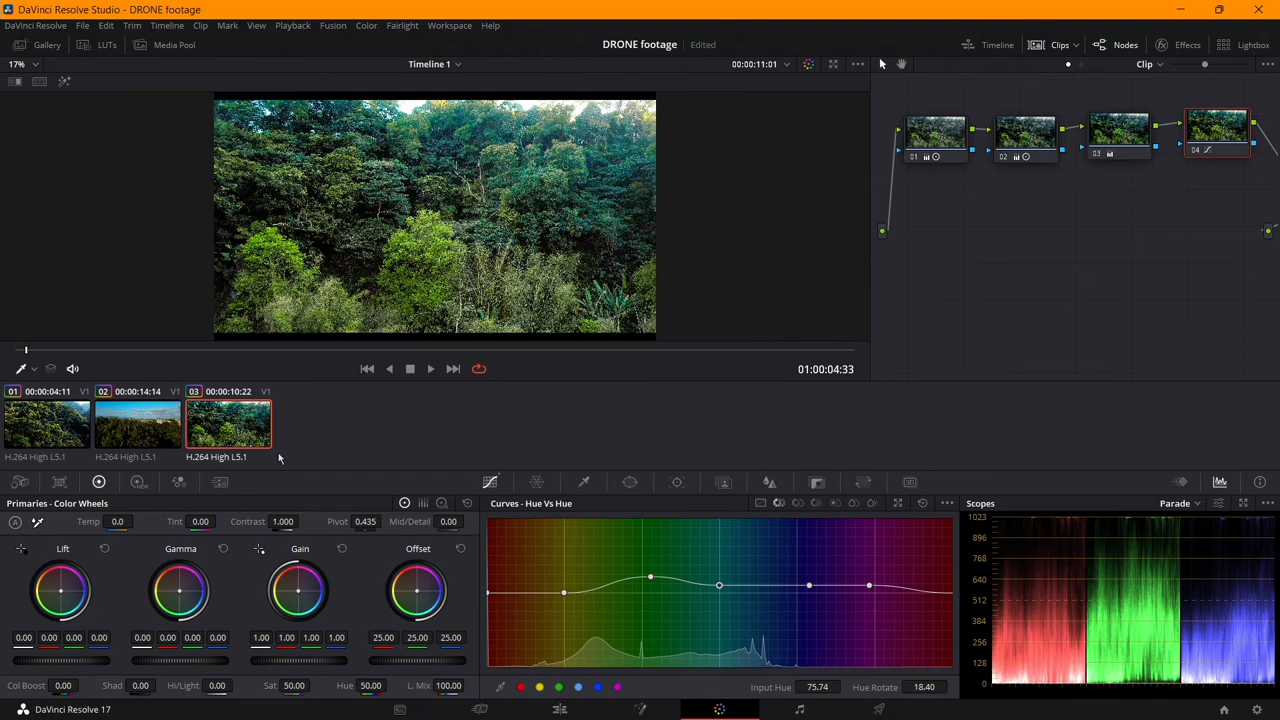 DaVinci Resolve Studio - DRONE footage
DaVinci Resolve File Edit Trim Timeline Clip Mark View Playback Fusion Color Fairlight Workspace Help
Gallery LUTs Media Pool DRONE footage Edited Timeline Clips Nodes Effects Lightbox
17% Timeline 1 00:00:11:01 Clip
01 02 03 04
01:00:04:33
01 00:00:04:11 V1 02 00:00:14:14 V1 03 00:00:10:22 V1
H.264 High L5.1 H.264 High L5.1 H.264 High L5.1
Primaries - Color Wheels Curves - Hue Vs Hue Scopes Parade
Temp 0.0 Tint 0.00 Contrast 1.000 Pivot 0.435 Mid/Detail 0.00
Lift Gamma Gain Offset
0.00 0.00 0.00 0.00 0.00 0.00 0.00 0.00 1.00 1.00 1.00 1.00 25.00 25.00 25.00
Col Boost 0.00 Shad 0.00 Hi/Light 0.00 Sat 50.00 Hue 50.00 L. Mix 100.00
Input Hue 75.74 Hue Rotate 18.40
1023
896
768
640
512
384
256
128
0
DaVinci Resolve 17